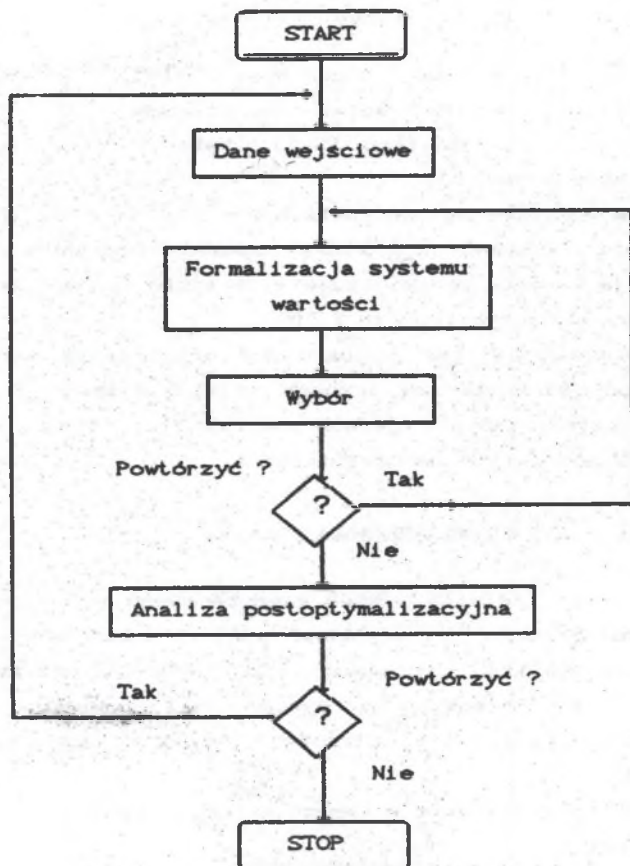 START
Dane wejściowe
Formalizacja systemu
wartości
Wybór
Powtórzyć ?
Tak
?
Nie
Analiza postoptymalizacyjna
Powtórzyć ?
Tak
?
Nie
STOP